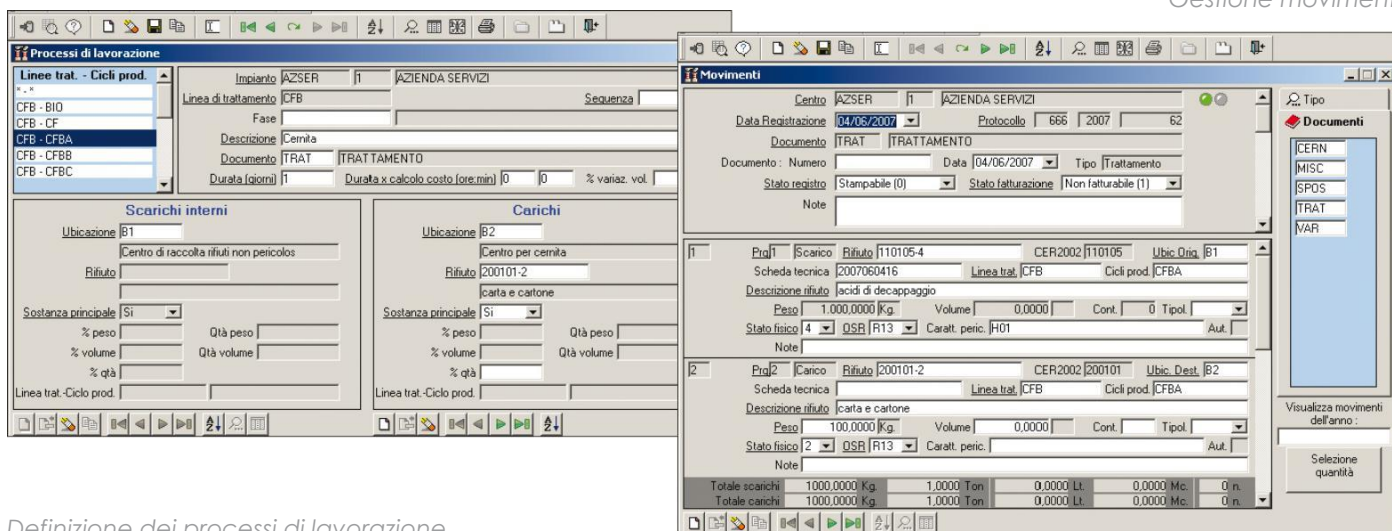 Gestione movimenti
Processi di lavorazione
Linee trat. - Cicli prod.
* - *
CFB - BIO
CFB - CF
CFB - CFBA
CFB - CFBB
CFB - CFBC
Impianto AZSER 1 AZIENDA SERVIZI
Linea di trattamento CFB Sequenza
Fase
Descrizione Cernita
Documento TRAT TRATTAMENTO
Durata (giorni) 1 Durata x calcolo costo (ore:min) 0 0 % variaz. vol.
Scarichi interni
Ubicazione B1
Centro di raccolta rifiuti non pericolos
Rifiuto
Sostanza principale Si
% peso Qtà peso
% volume Qtà volume
% qtà
Linea trat.-Ciclo prod.
Carichi
Ubicazione B2
Centro per cernita
Rifiuto 200101-2
carta e cartone
Sostanza principale Si
% peso Qtà peso
% volume Qtà volume
% qtà
Linea trat.-Ciclo prod.
Movimenti
Centro AZSER 1 AZIENDA SERVIZI
Data Registrazione 04/06/2007 Protocollo 666 2007 62
Documento TRAT TRATTAMENTO
Documento : Numero Data 04/06/2007 Tipo Trattamento
Stato registro Stampabile (0) Stato fatturazione Non fatturabile (1)
Note
1 Prg 1 Scarico Rifiuto 110105-4 CER2002 110105 Ubic Orig. B1
Scheda tecnica 2007060416 Linea trat. CFB Cicli prod. CFBA
Descrizione rifiuto acidi di decappaggio
Peso 1.000,0000 Kg. Volume 0,0000 Cont. 0 Tipol.
Stato fisico 4 OSR R13 Caratt. peric. H01 Aut.
Note
2 Prg 2 Carico Rifiuto 200101-2 CER2002 200101 Ubic. Dest. B2
Scheda tecnica Linea trat. CFB Cicli prod. CFBA
Descrizione rifiuto carta e cartone
Peso 100,0000 Kg. Volume 0,0000 Cont. Tipol.
Stato fisico 2 OSR R13 Caratt. peric. Aut.
Note
Totale scarichi 1000,0000 Kg. 1,0000 Ton 0,0000 Lt. 0,0000 Mc. 0 n.
Totale carichi 1000,0000 Kg. 1,0000 Ton 0,0000 Lt. 0,0000 Mc. 0 n.
Tipo
Documenti
CERN
MISC
SPOS
TRAT
VAR
Visualizza movimenti
dell'anno :
Selezione
quantità
Definizione dei processi di lavorazione